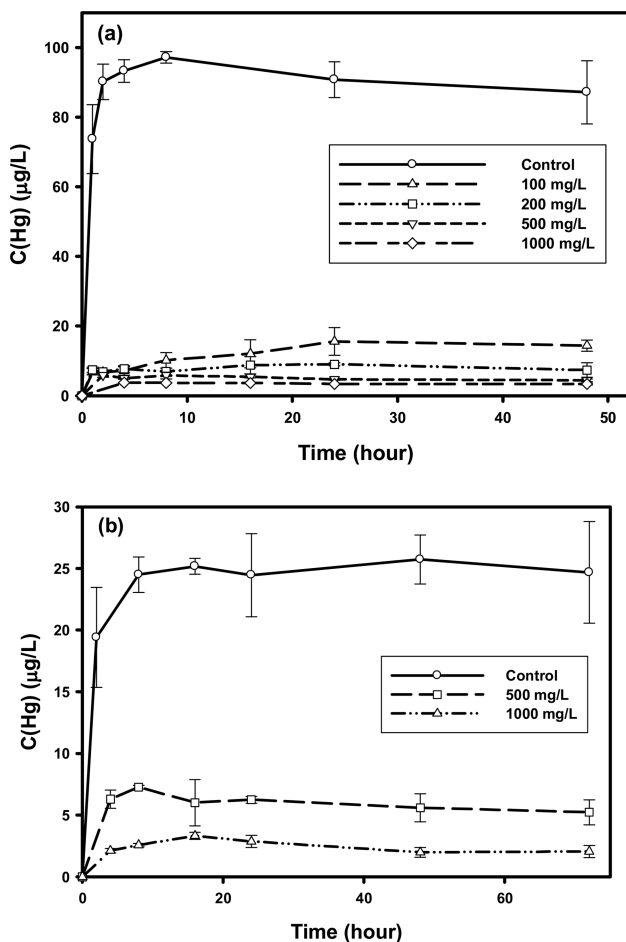 (a)
100
80
60
40
20
0
C(Hg) (µg/L)
Control
100 mg/L
200 mg/L
500 mg/L
1000 mg/L
0 10 20 30 40 50
Time (hour)
(b)
30
25
20
15
10
5
0
C(Hg) (µg/L)
Control
500 mg/L
1000 mg/L
0 20 40 60
Time (hour)